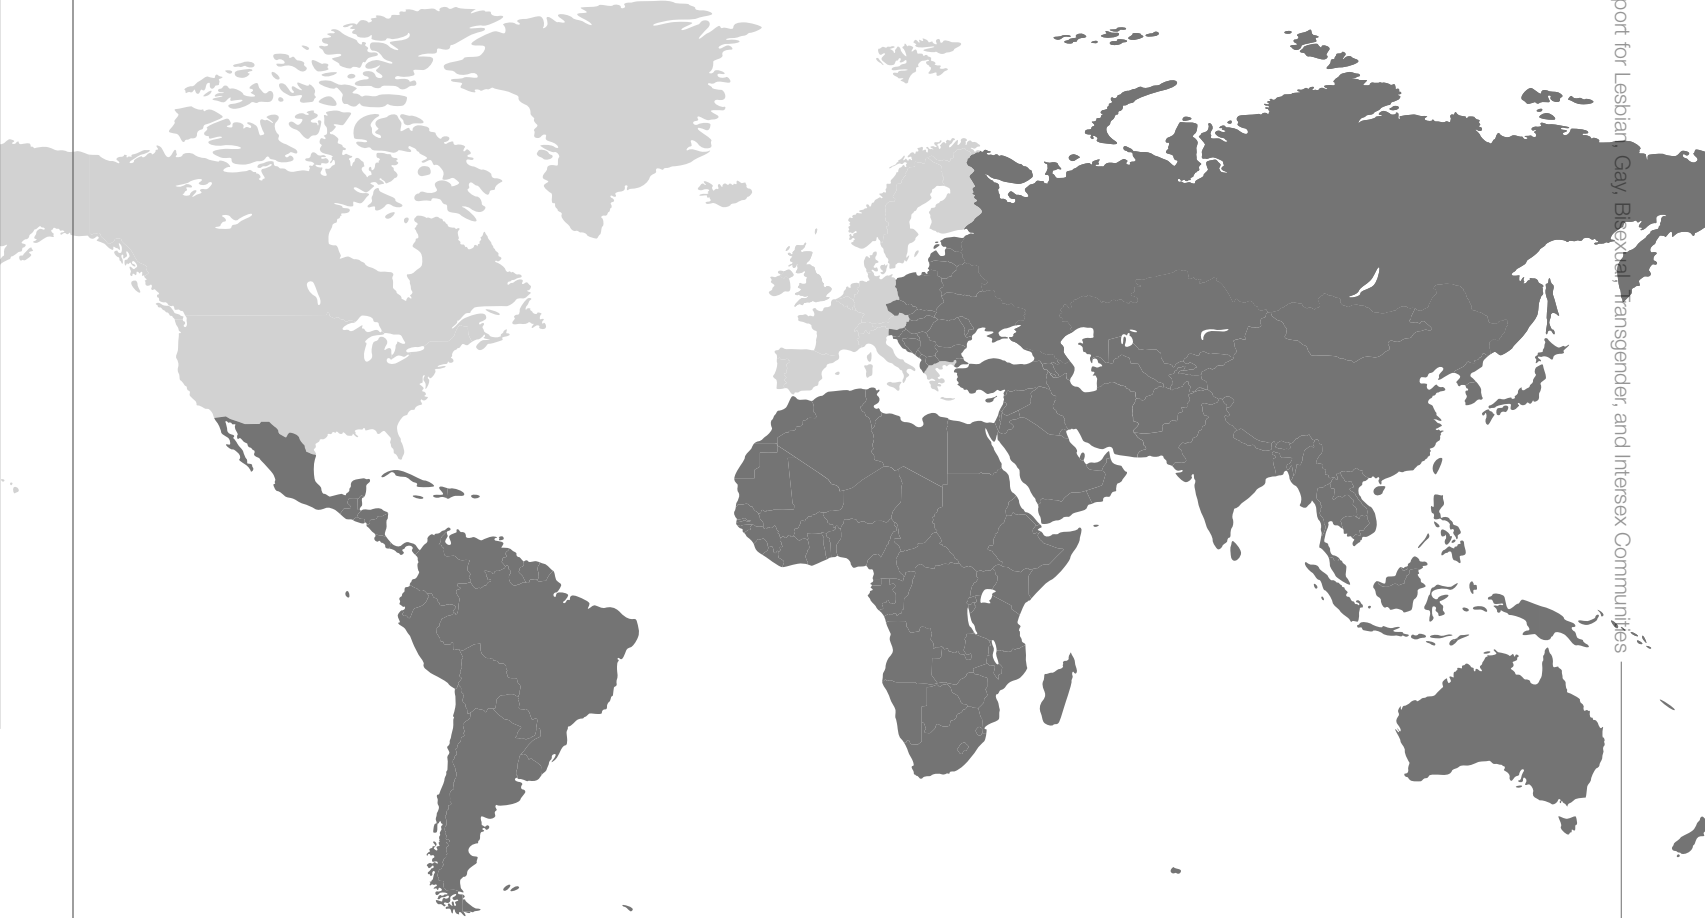 port for Lesbian, Gay, Bisexual, Transgender, and Intersex Communities